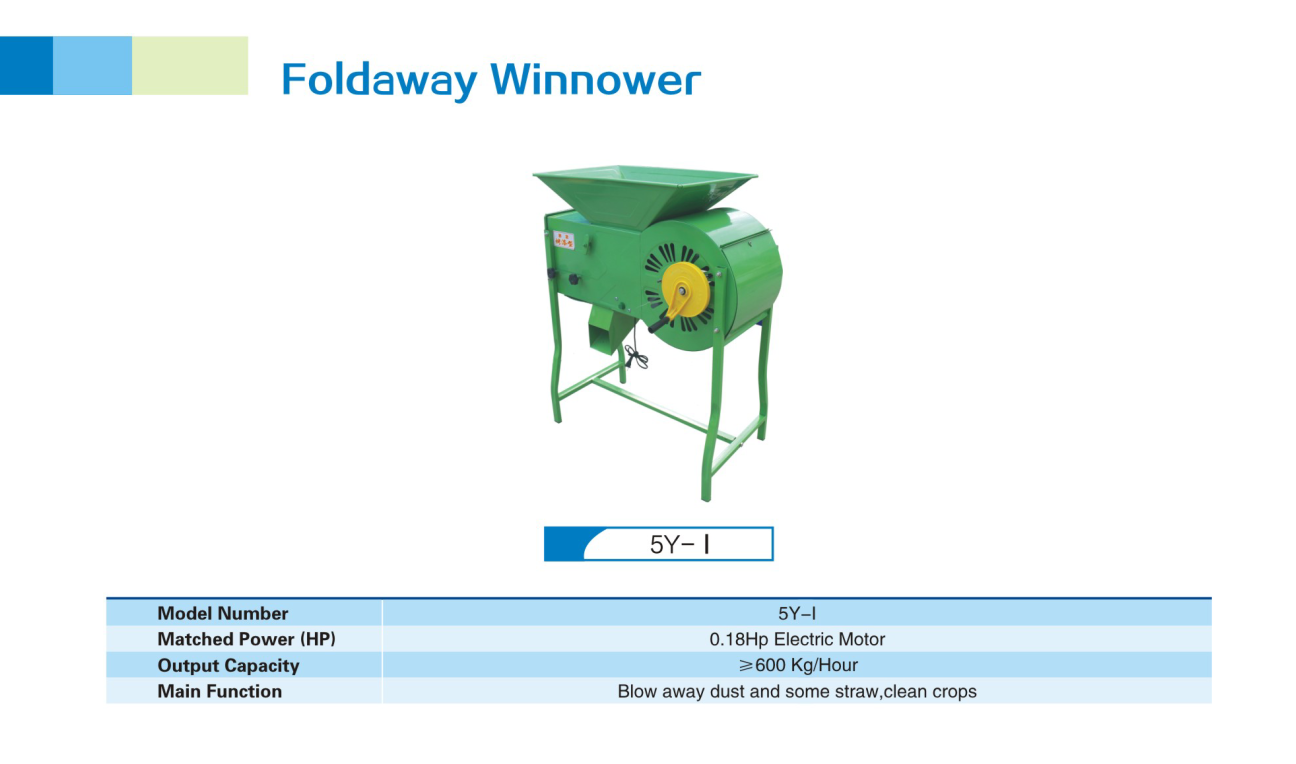 Foldaway Winnower
5Y-I
Model Number 5Y-I
Matched Power (HP) 0.18Hp Electric Motor
Output Capacity ≥600 Kg/Hour
Main Function Blow away dust and some straw,clean crops